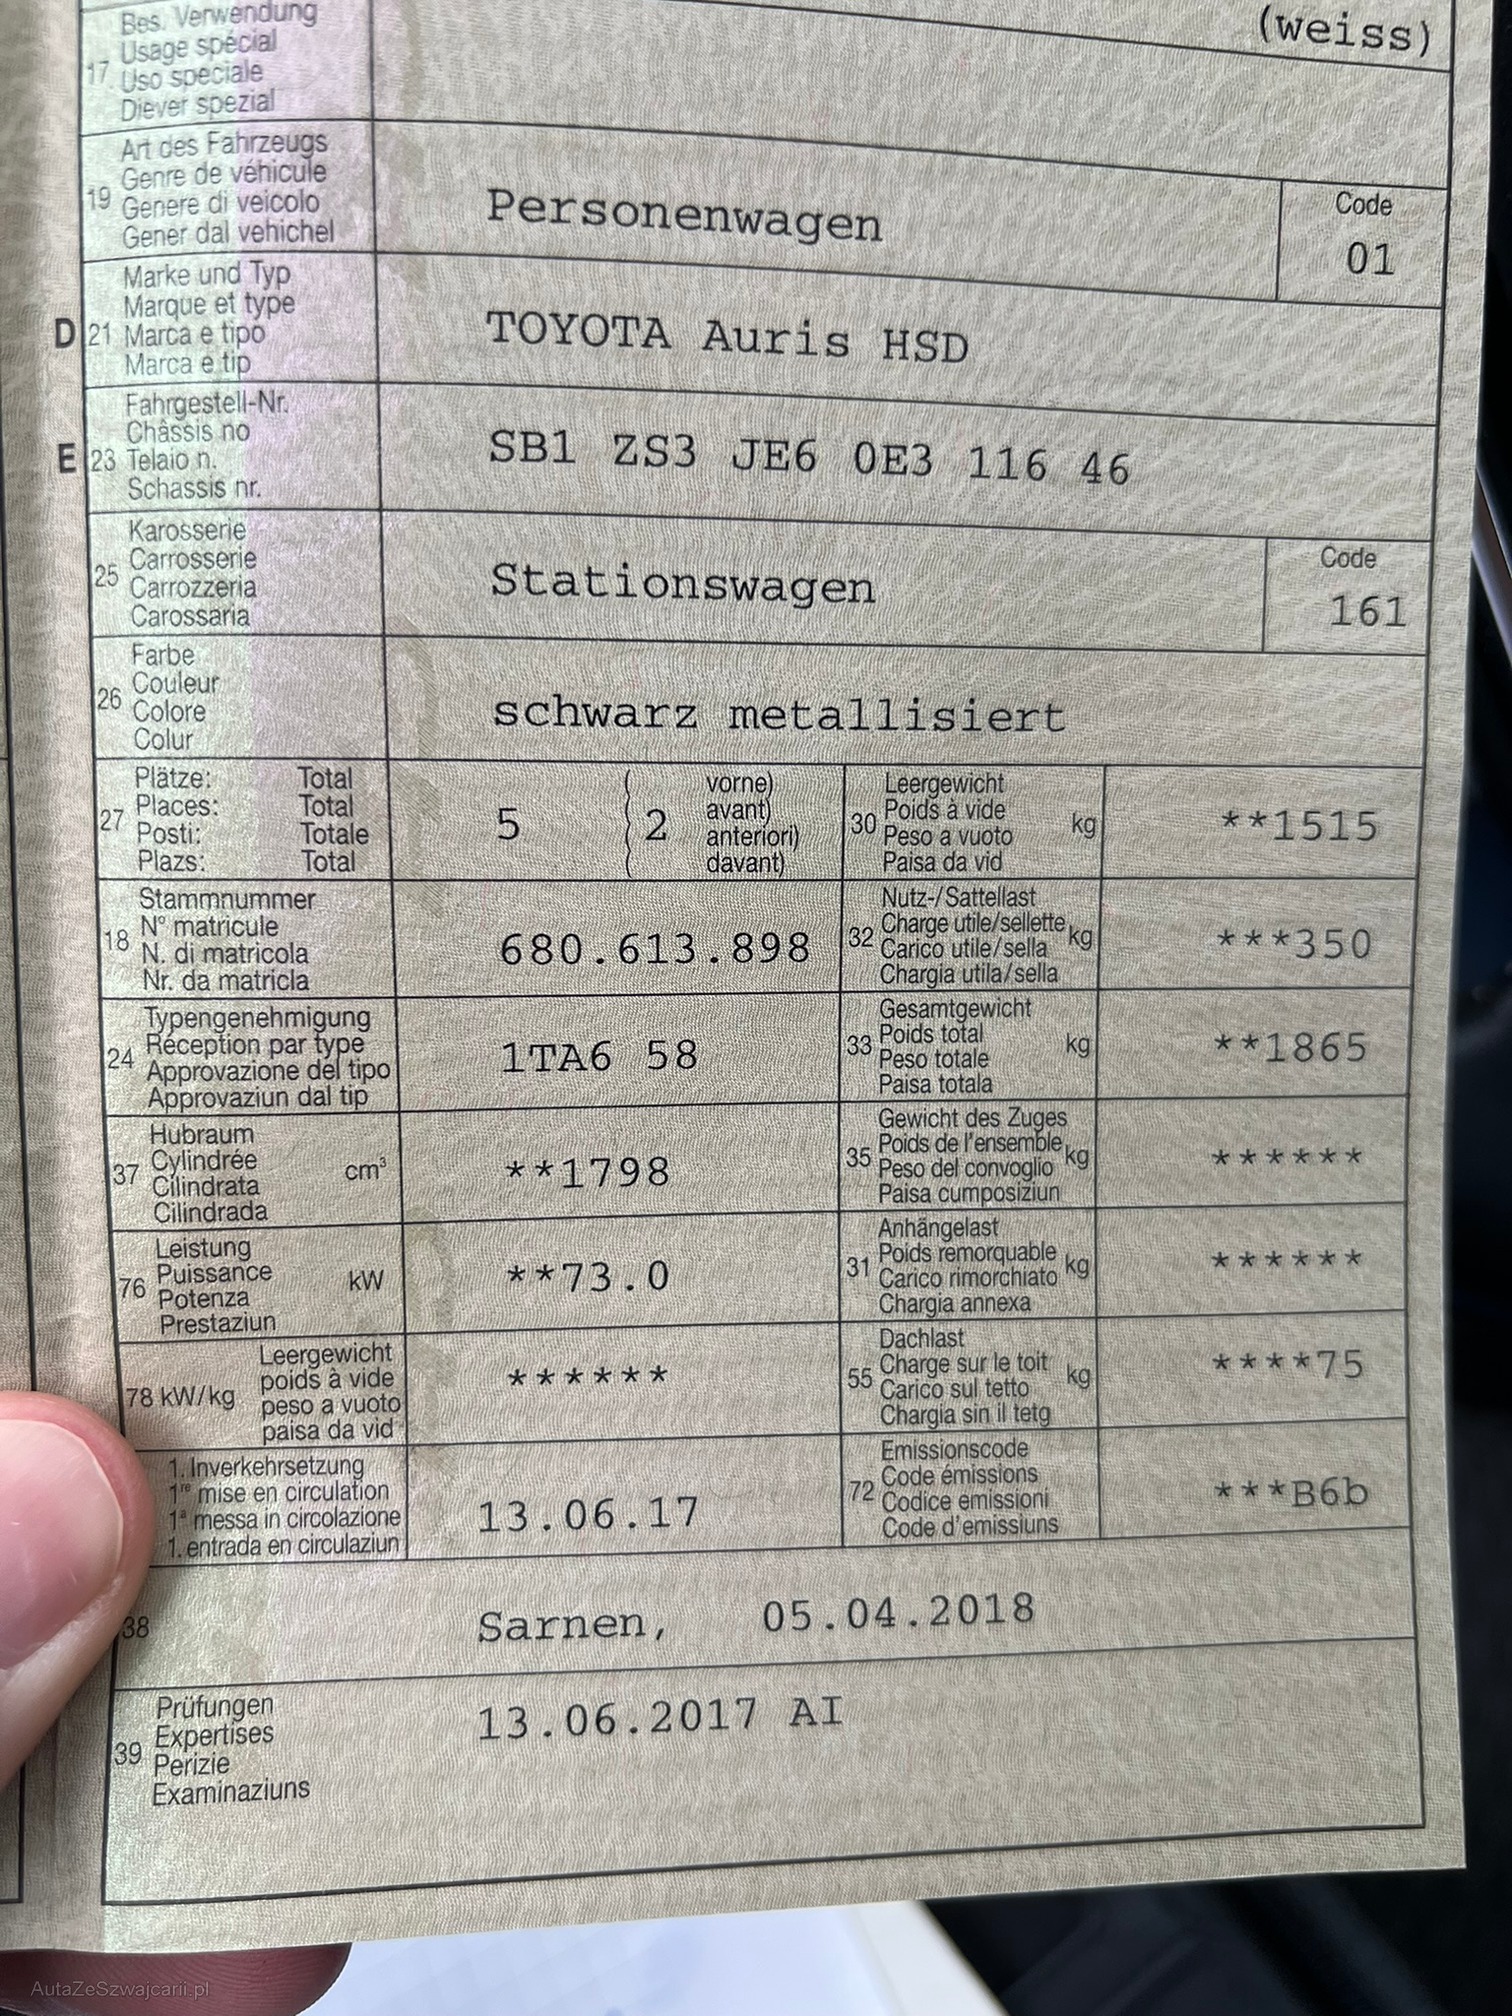 (weiss)
Bes. Verwendung
Usage spécial
17 Uso speciale
Diever spezial
Art des Fahrzeugs
Genre de véhicule
19 Genere di veicolo
Gener dal vehichel
Personenwagen
Code
01
Marke und Typ
Marque et type
D 21 Marca e tipo
Marca e tip
TOYOTA Auris HSD
Fahrgestell-Nr.
Châssis no
E 23 Telaio n.
Schassis nr.
SB1 ZS3 JE6 0E3 116 46
Karosserie
Carrosserie
25 Carrozzeria
Carossaria
Stationswagen
Code
161
Farbe
Couleur
26 Colore
Colur
schwarz metallisiert
Plätze: Total
27 Places: Total
Posti: Totale
Plazs: Total
5 ( 2 vorne)
avant)
anteriori)
davant)
Leergewicht
30 Poids à vide kg
Peso a vuoto
Paisa da vid
**1515
Stammnummer
N° matricule
18 N. di matricola
Nr. da matricla
680.613.898
Nutz-/Sattellast
32 Charge utile/sellette kg
Carico utile/sella
Chargia utila/sella
***350
Typengenehmigung
Réception par type
24 Approvazione del tipo
Approvaziun dal tip
1TA6 58
Gesamtgewicht
33 Poids total kg
Peso totale
Paisa totala
**1865
Hubraum
37 Cylindrée cm³
Cilindrata
Cilindrada
**1798
Gewicht des Zuges
35 Poids de l'ensemble kg
Peso del convoglio
Paisa cumposiziun
******
Leistung
76 Puissance kW
Potenza
Prestaziun
**73.0
Anhängelast
31 Poids remorquable kg
Carico rimorchiato
Chargia annexa
******
Leergewicht
78 kW/kg poids à vide
peso a vuoto
paisa da vid
******
Dachlast
55 Charge sur le toit kg
Carico sul tetto
Chargia sin il tetg
****75
1. Inverkehrsetzung
1re mise en circulation
1a messa in circolazione
1. entrada en circulaziun
13.06.17
Emissionscode
72 Code émissions
Codice emissioni
Code d'emissiuns
***B6b
38 Sarnen, 05.04.2018
Prüfungen
Expertises
39 Perizie
Examinaziuns
13.06.2017 AI
AutaZeSzwajcarii.pl